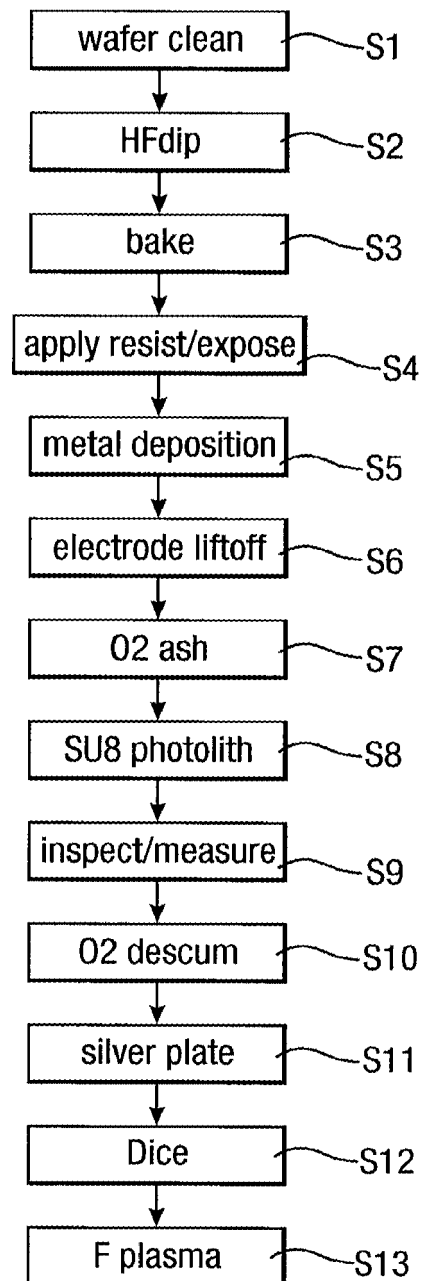 wafer clean S1
HFdip S2
bake S3
apply resist/expose S4
metal deposition S5
electrode liftoff S6
O2 ash S7
SU8 photolith S8
inspect/measure S9
O2 descum S10
silver plate S11
Dice S12
F plasma S13